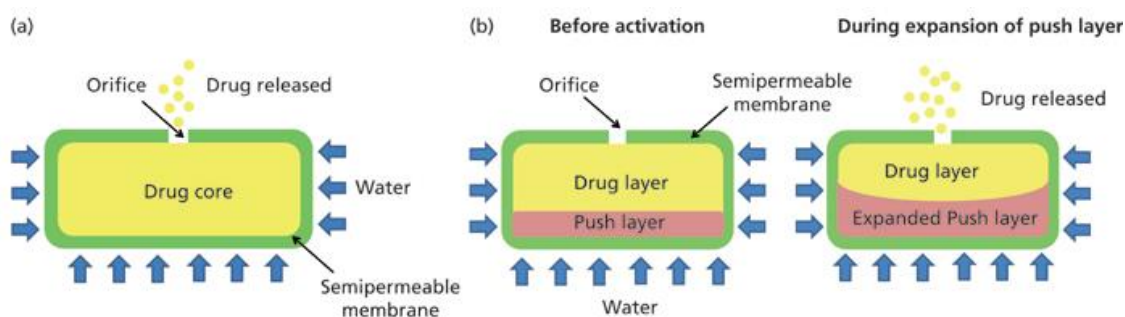 (a)
Orifice
Drug released
Drug core
Water
Semipermeable
membrane
(b)
Before activation
During expansion of push layer
Orifice
Semipermeable
membrane
Drug released
Drug layer
Push layer
Drug layer
Expanded Push layer
Water